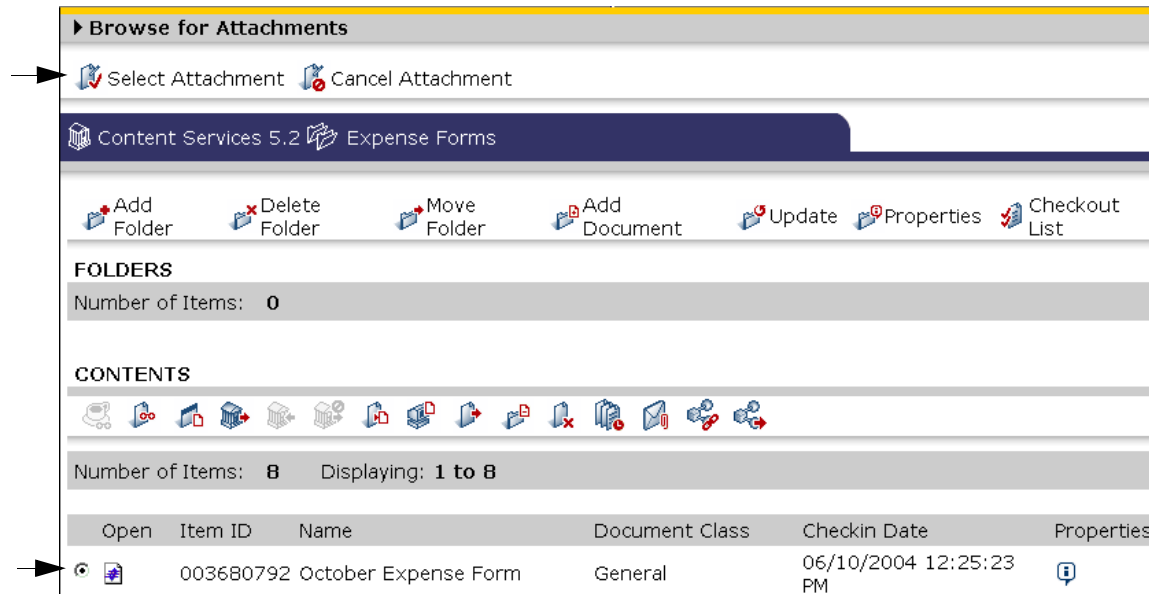 Browse for Attachments
Select Attachment Cancel Attachment
Content Services 5.2 Expense Forms
Add Folder Delete Folder Move Folder Add Document Update Properties Checkout List
FOLDERS
Number of Items: 0
CONTENTS
Number of Items: 8 Displaying: 1 to 8
Open Item ID Name Document Class Checkin Date Properties
003680792 October Expense Form General 06/10/2004 12:25:23 PM